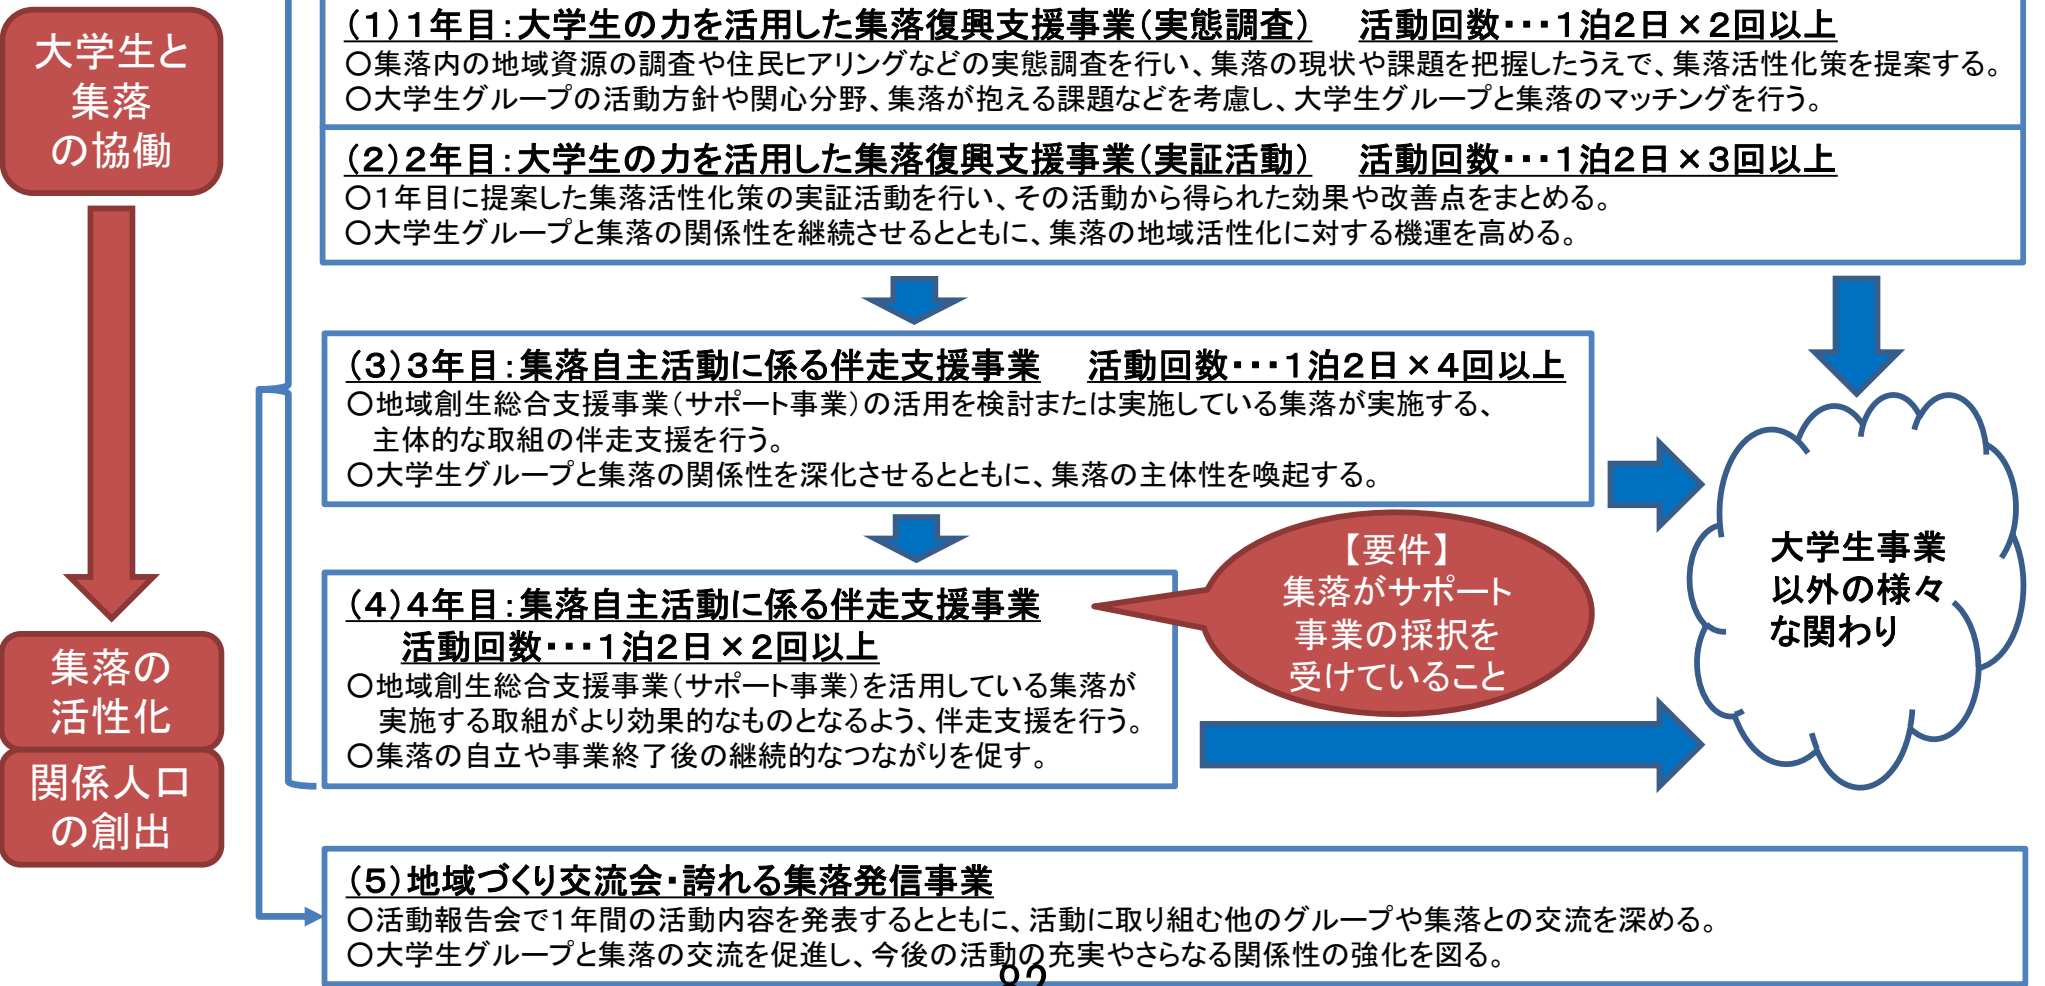 大学生と
集落
の協働
(1)1年目:大学生の力を活用した集落復興支援事業(実態調査) 活動回数・・・1泊2日×2回以上
○集落内の地域資源の調査や住民ヒアリングなどの実態調査を行い、集落の現状や課題を把握したうえで、集落活性化策を提案する。
○大学生グループの活動方針や関心分野、集落が抱える課題などを考慮し、大学生グループと集落のマッチングを行う。
(2)2年目:大学生の力を活用した集落復興支援事業(実証活動) 活動回数・・・1泊2日×3回以上
○1年目に提案した集落活性化策の実証活動を行い、その活動から得られた効果や改善点をまとめる。
○大学生グループと集落の関係性を継続させるとともに、集落の地域活性化に対する機運を高める。
(3)3年目:集落自主活動に係る伴走支援事業 活動回数・・・1泊2日×4回以上
○地域創生総合支援事業(サポート事業)の活用を検討または実施している集落が実施する、
主体的な取組の伴走支援を行う。
○大学生グループと集落の関係性を深化させるとともに、集落の主体性を喚起する。
(4)4年目:集落自主活動に係る伴走支援事業
活動回数・・・1泊2日×2回以上
○地域創生総合支援事業(サポート事業)を活用している集落が
実施する取組がより効果的なものとなるよう、伴走支援を行う。
○集落の自立や事業終了後の継続的なつながりを促す。
【要件】
集落がサポート
事業の採択を
受けていること
大学生事業
以外の様々
な関わり
集落の
活性化
関係人口
の創出
(5)地域づくり交流会・誇れる集落発信事業
○活動報告会で1年間の活動内容を発表するとともに、活動に取り組む他のグループや集落との交流を深める。
○大学生グループと集落の交流を促進し、今後の活動の充実やさらなる関係性の強化を図る。
82